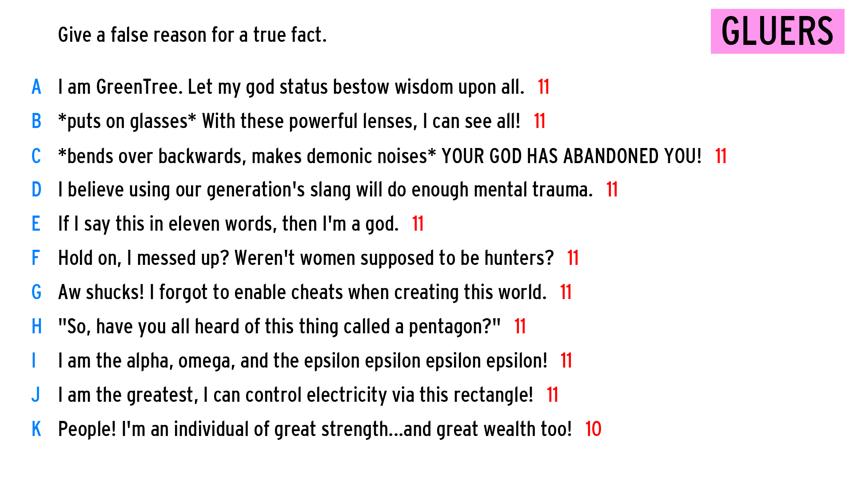 Give a false reason for a true fact.
GLUERS
A I am GreenTree. Let my god status bestow wisdom upon all. 11
B *puts on glasses* With these powerful lenses, I can see all! 11
C *bends over backwards, makes demonic noises* YOUR GOD HAS ABANDONED YOU! 11
D I believe using our generation's slang will do enough mental trauma. 11
E If I say this in eleven words, then I'm a god. 11
F Hold on, I messed up? Weren't women supposed to be hunters? 11
G Aw shucks! I forgot to enable cheats when creating this world. 11
H "So, have you all heard of this thing called a pentagon?" 11
I I am the alpha, omega, and the epsilon epsilon epsilon epsilon! 11
J I am the greatest, I can control electricity via this rectangle! 11
K People! I'm an individual of great strength...and great wealth too! 10